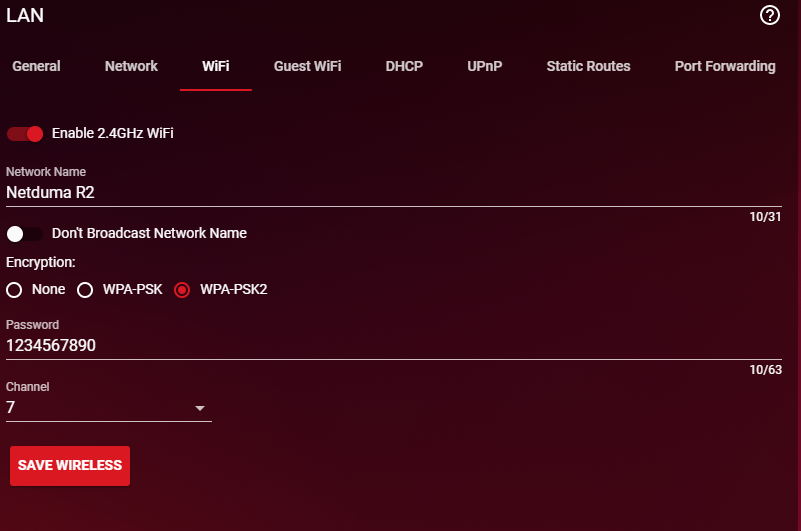 LAN
General Network WiFi Guest WiFi DHCP UPnP Static Routes Port Forwarding
Enable 2.4GHz WiFi
Network Name
Netduma R2
10/31
Don't Broadcast Network Name
Encryption:
None WPA-PSK WPA-PSK2
Password
1234567890
10/63
Channel
7
SAVE WIRELESS